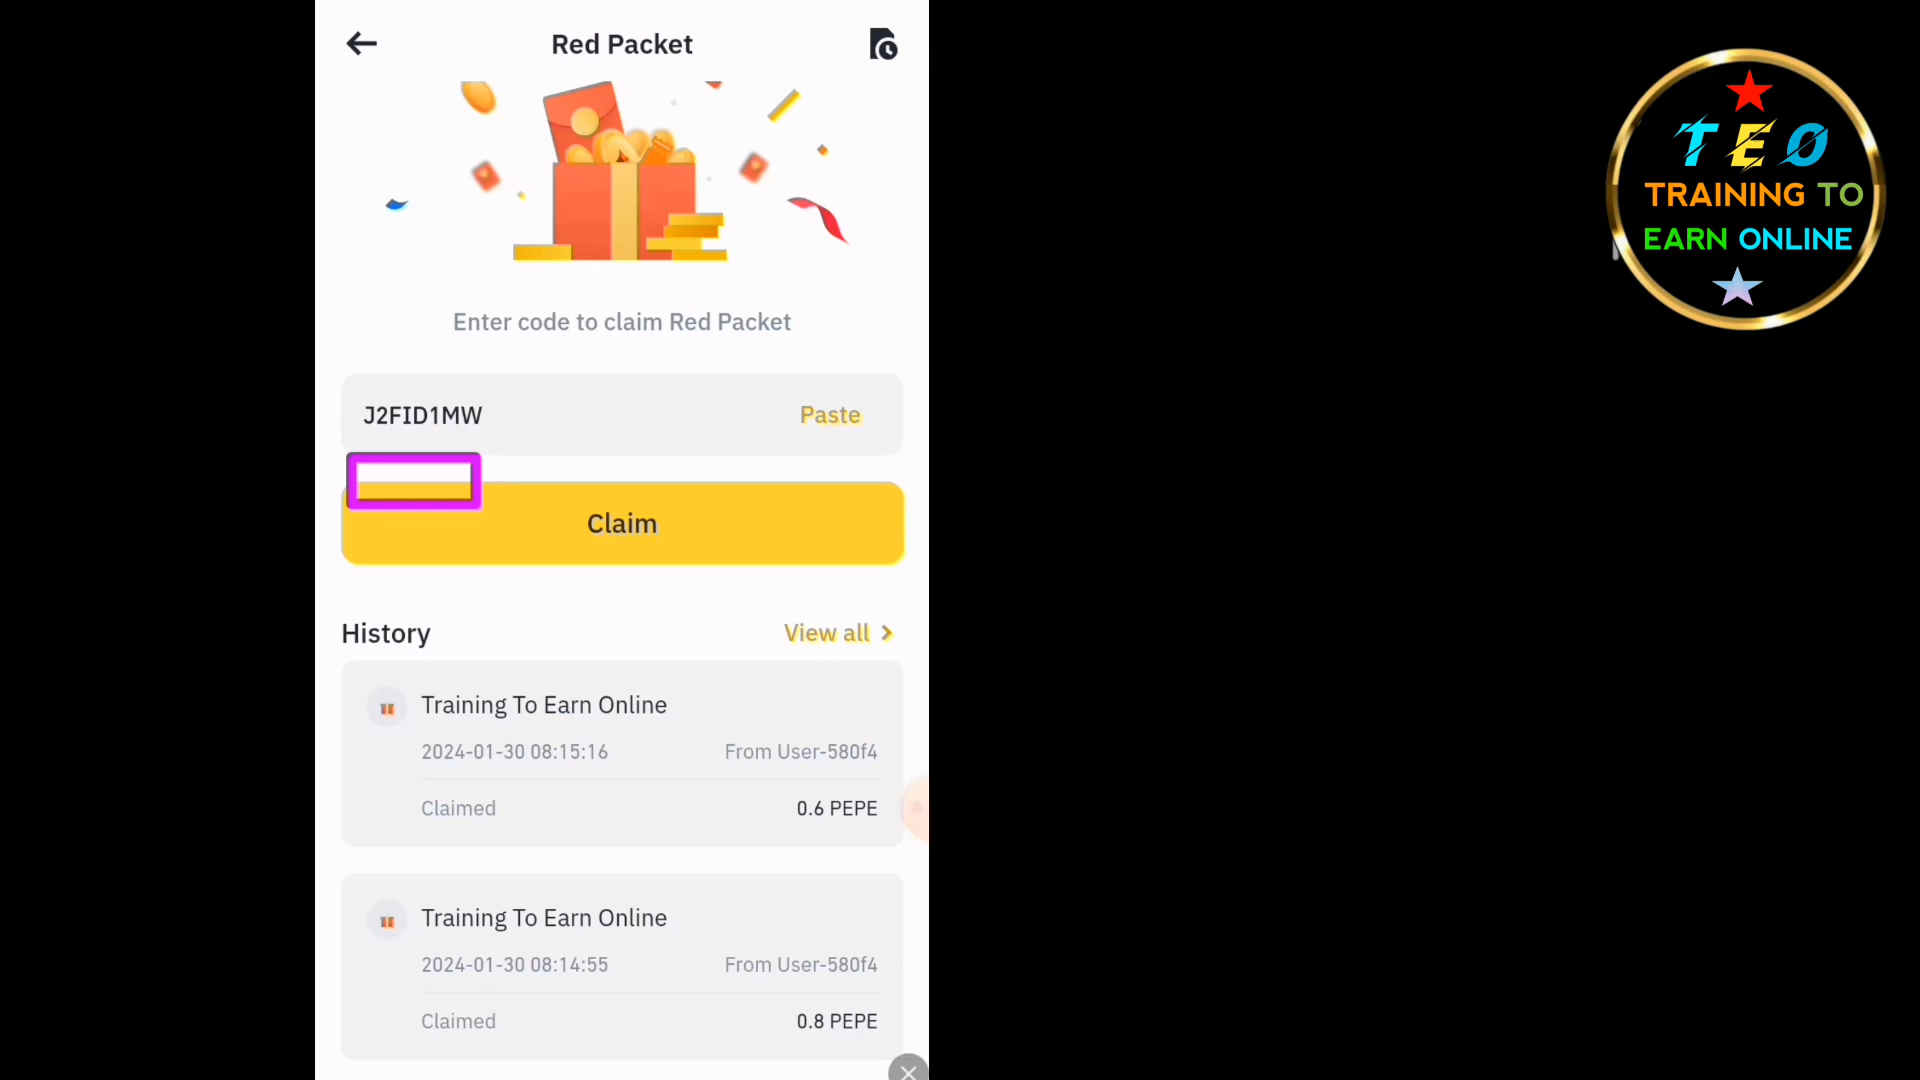 Red Packet
Enter code to claim Red Packet
J2FID1MW
Paste
Claim
History
View all
Training To Earn Online
2024-01-30 08:15:16
From User-580f4
Claimed
0.6 PEPE
Training To Earn Online
2024-01-30 08:14:55
From User-580f4
Claimed
0.8 PEPE
TEO
TRAINING TO
EARN ONLINE